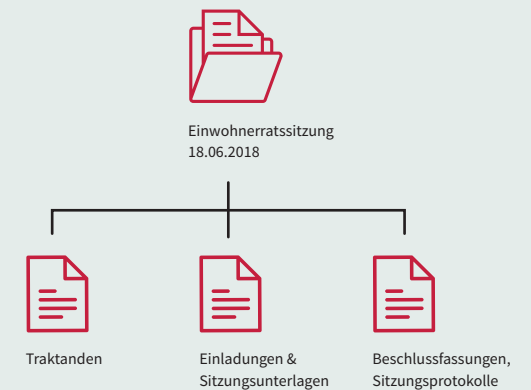 Einwohnerratssitzung
18.06.2018
Traktanden
Einladungen &
Sitzungsunterlagen
Beschlussfassungen,
Sitzungsprotokolle